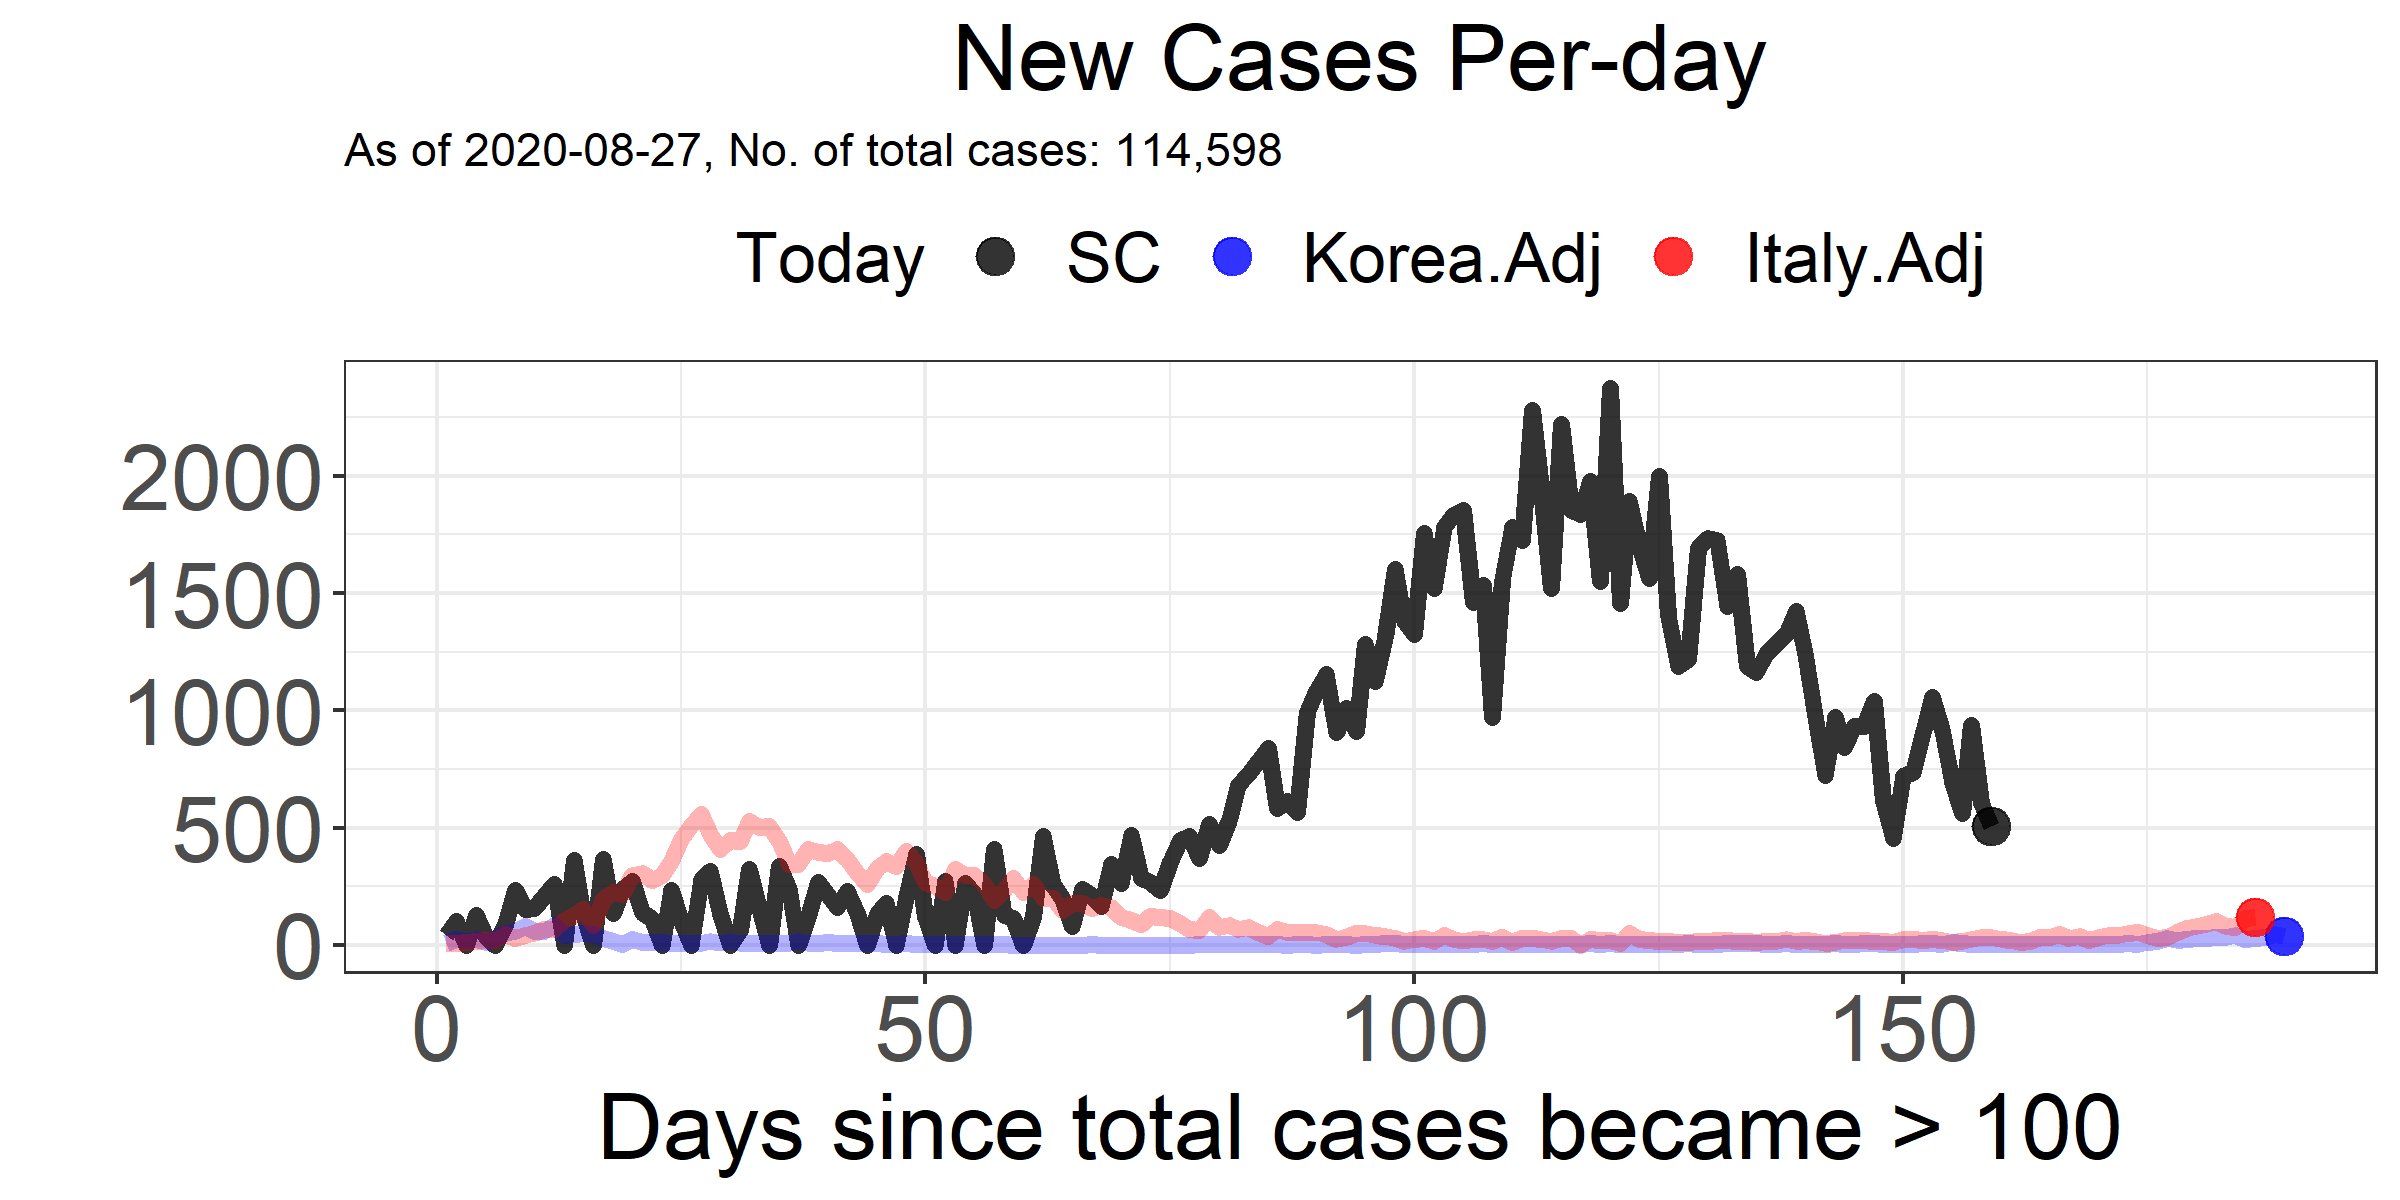 New Cases Per-day
As of 2020-08-27, No. of total cases: 114,598
Today SC Korea.Adj Italy.Adj
2000
1500
1000
500
0
0 50 100 150
Days since total cases became > 100